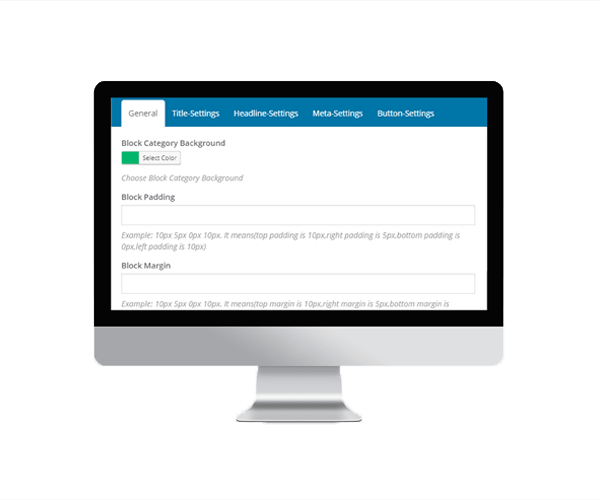 General Title-Settings Headline-Settings Meta-Settings Button-Settings
Block Category Background
Select Color
Choose Block Category Background
Block Padding
Example: 10px 5px 0px 10px. It means(top padding is 10px,right padding is 5px,bottom padding is
0px,left padding is 10px)
Block Margin
Example: 10px 5px 0px 10px. It means(top margin is 10px,right margin is 5px,bottom margin is